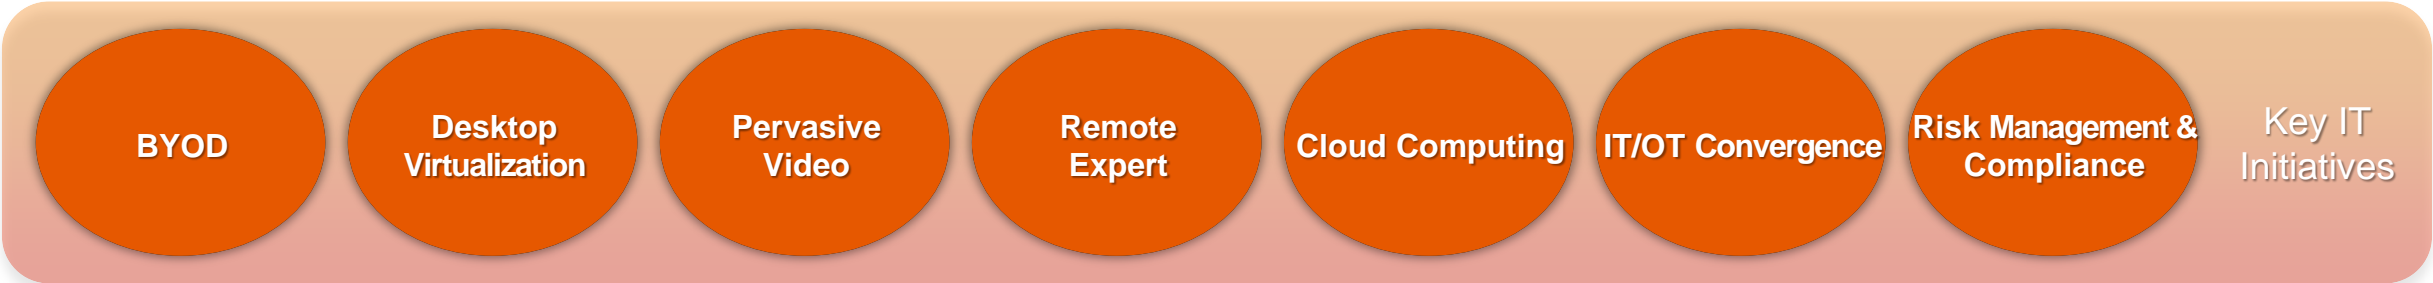 BYOD
Desktop
Virtualization
Pervasive
Video
Remote
Expert
Cloud Computing
IT/OT Convergence
Risk Management &
Compliance
Key IT
Initiatives